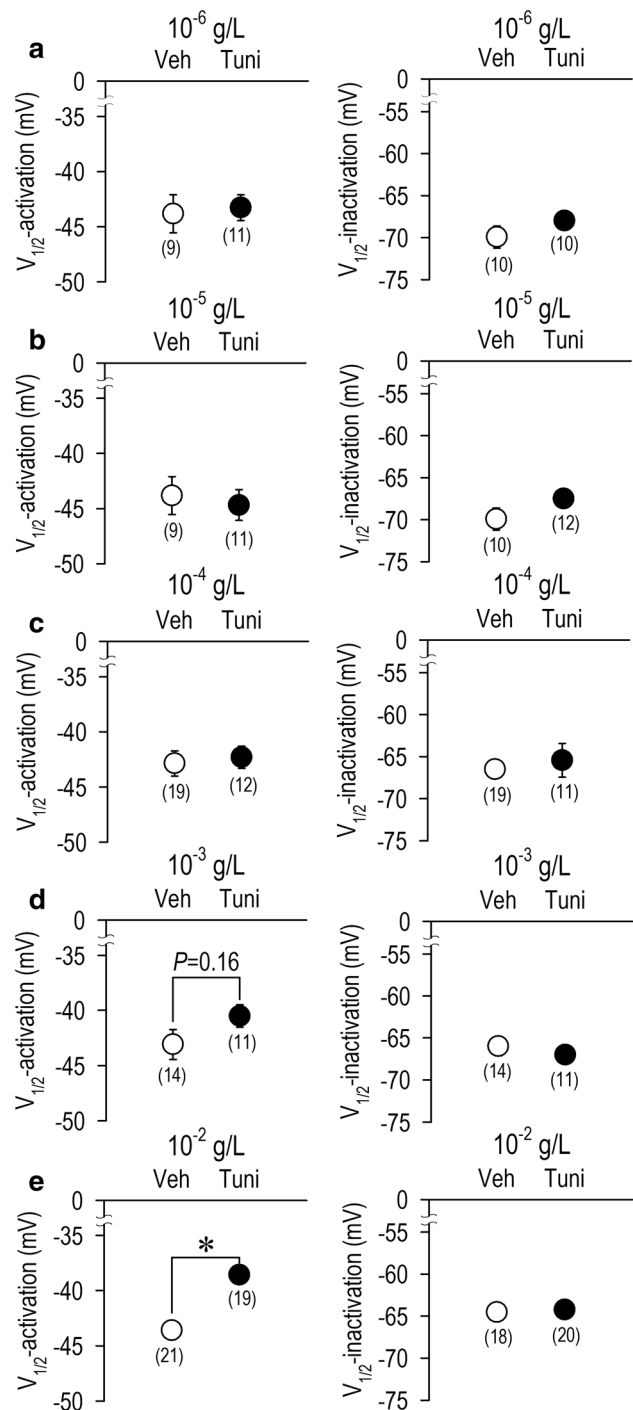 a
10⁻⁶ g/L
Veh Tuni
V1/2-activation (mV)
0
-35
-40
-45
-50
(9)
(11)
10⁻⁶ g/L
Veh Tuni
V1/2-inactivation (mV)
0
-55
-60
-65
-70
-75
(10)
(10)
b
10⁻⁵ g/L
Veh Tuni
V1/2-activation (mV)
0
-35
-40
-45
-50
(9)
(11)
10⁻⁵ g/L
Veh Tuni
V1/2-inactivation (mV)
0
-55
-60
-65
-70
-75
(10)
(12)
c
10⁻⁴ g/L
Veh Tuni
V1/2-activation (mV)
0
-35
-40
-45
-50
(19)
(12)
10⁻⁴ g/L
Veh Tuni
V1/2-inactivation (mV)
0
-55
-60
-65
-70
-75
(19)
(11)
d
10⁻³ g/L
Veh Tuni
V1/2-activation (mV)
0
-35
-40
-45
-50
P=0.16
(14)
(11)
10⁻³ g/L
Veh Tuni
V1/2-inactivation (mV)
0
-55
-60
-65
-70
-75
(14)
(11)
e
10⁻² g/L
Veh Tuni
V1/2-activation (mV)
0
-35
-40
-45
-50
*
(21)
(19)
10⁻² g/L
Veh Tuni
V1/2-inactivation (mV)
0
-55
-60
-65
-70
-75
(18)
(20)